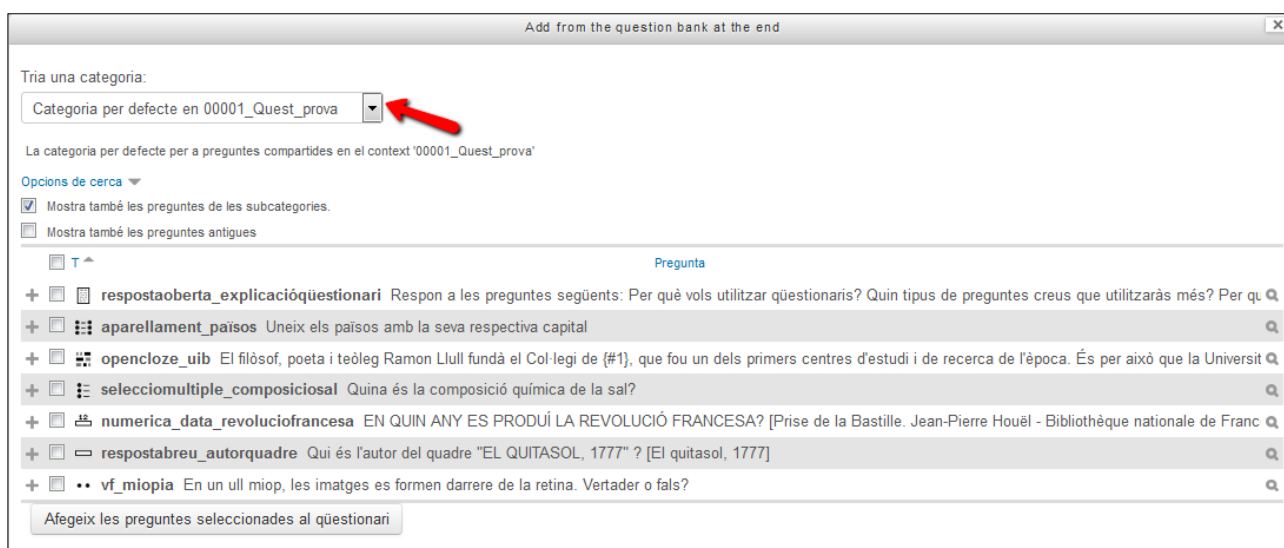 Add from the question bank at the end
Tria una categoria:
Categoria per defecte en 00001_Quest_prova
La categoria per defecte per a preguntes compartides en el context '00001_Quest_prova'
Opcions de cerca
Mostra també les preguntes de les subcategories.
Mostra també les preguntes antigues
T Pregunta
respostaoberta_explicacióqüestionari Respon a les preguntes següents: Per què vols utilitzar qüestionaris? Quin tipus de preguntes creus que utilitzaràs més? Per qu
aparellament_països Uneix els països amb la seva respectiva capital
opencloze_uib El filòsof, poeta i teòleg Ramon Llull fundà el Col·legi de {#1}, que fou un dels primers centres d'estudi i de recerca de l'època. És per això que la Universit
selecciomultiple_composiciosal Quina és la composició química de la sal?
numerica_data_revoluciofrancesa EN QUIN ANY ES PRODUÍ LA REVOLUCIÓ FRANCESA? [Prise de la Bastille. Jean-Pierre Houël - Bibliothèque nationale de Franc
respostabreu_autorquadre Qui és l'autor del quadre "EL QUITASOL, 1777" ? [El quitasol, 1777]
vf_miopia En un ull miop, les imatges es formen darrere de la retina. Vertader o fals?
Afegeix les preguntes seleccionades al qüestionari